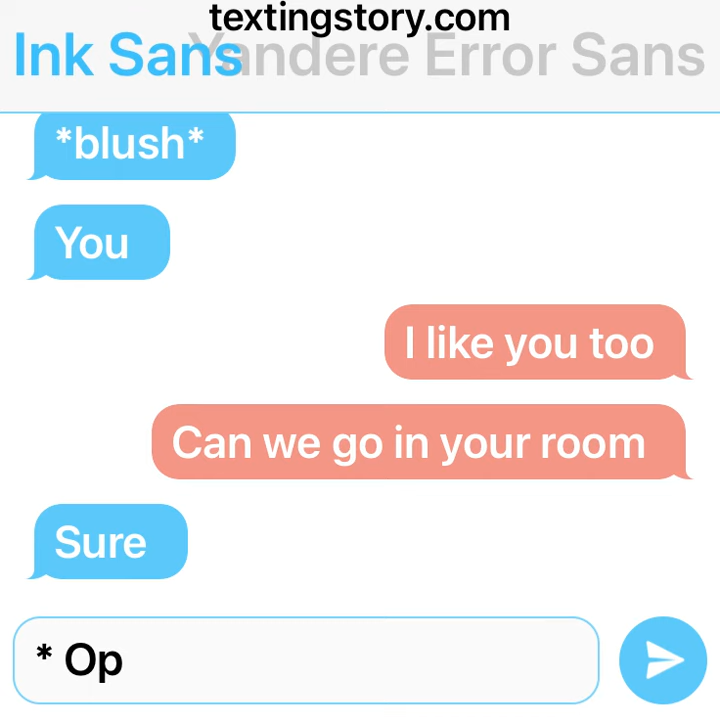 textingstory.com
Ink Sans Yandere Error Sans
*blush*
You
I like you too
Can we go in your room
Sure
* Op